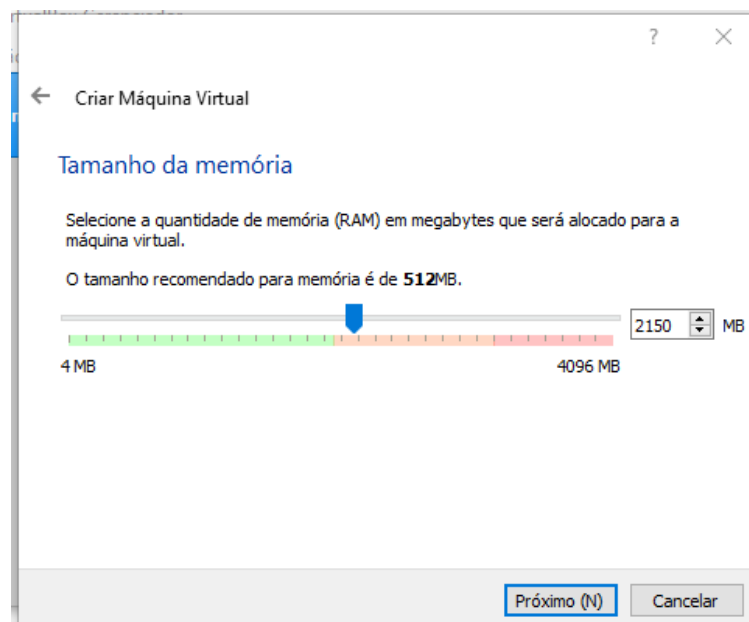 ?
Criar Máquina Virtual
Tamanho da memória
Selecione a quantidade de memória (RAM) em megabytes que será alocado para a
máquina virtual.
O tamanho recomendado para memória é de 512MB.
2150 MB
4 MB 4096 MB
Próximo (N) Cancelar